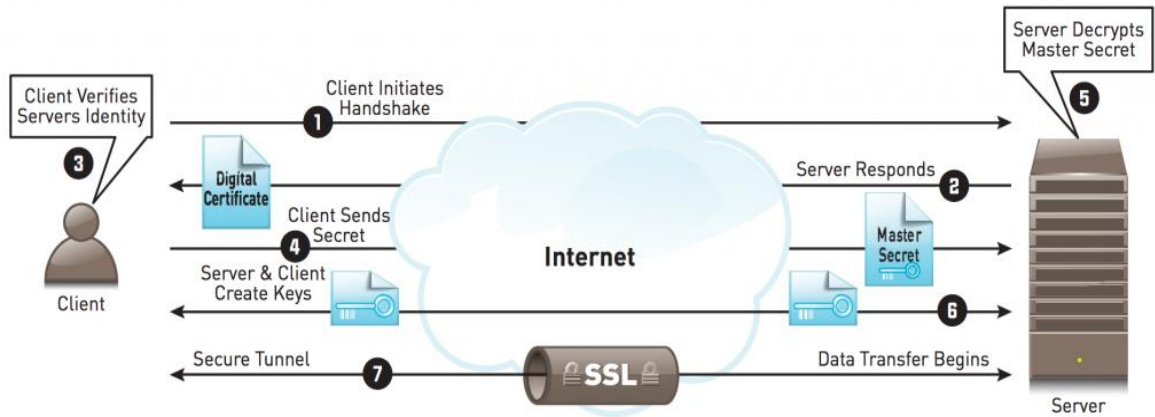 Server Decrypts
Master Secret
5
Client Verifies
Servers Identity
3
Client Initiates
Handshake
1
Digital
Certificate
Server Responds
2
Client Sends
Secret
4
Internet
Master
Secret
Server & Client
Create Keys
6
Client
Secure Tunnel
7
SSL
Data Transfer Begins
Server